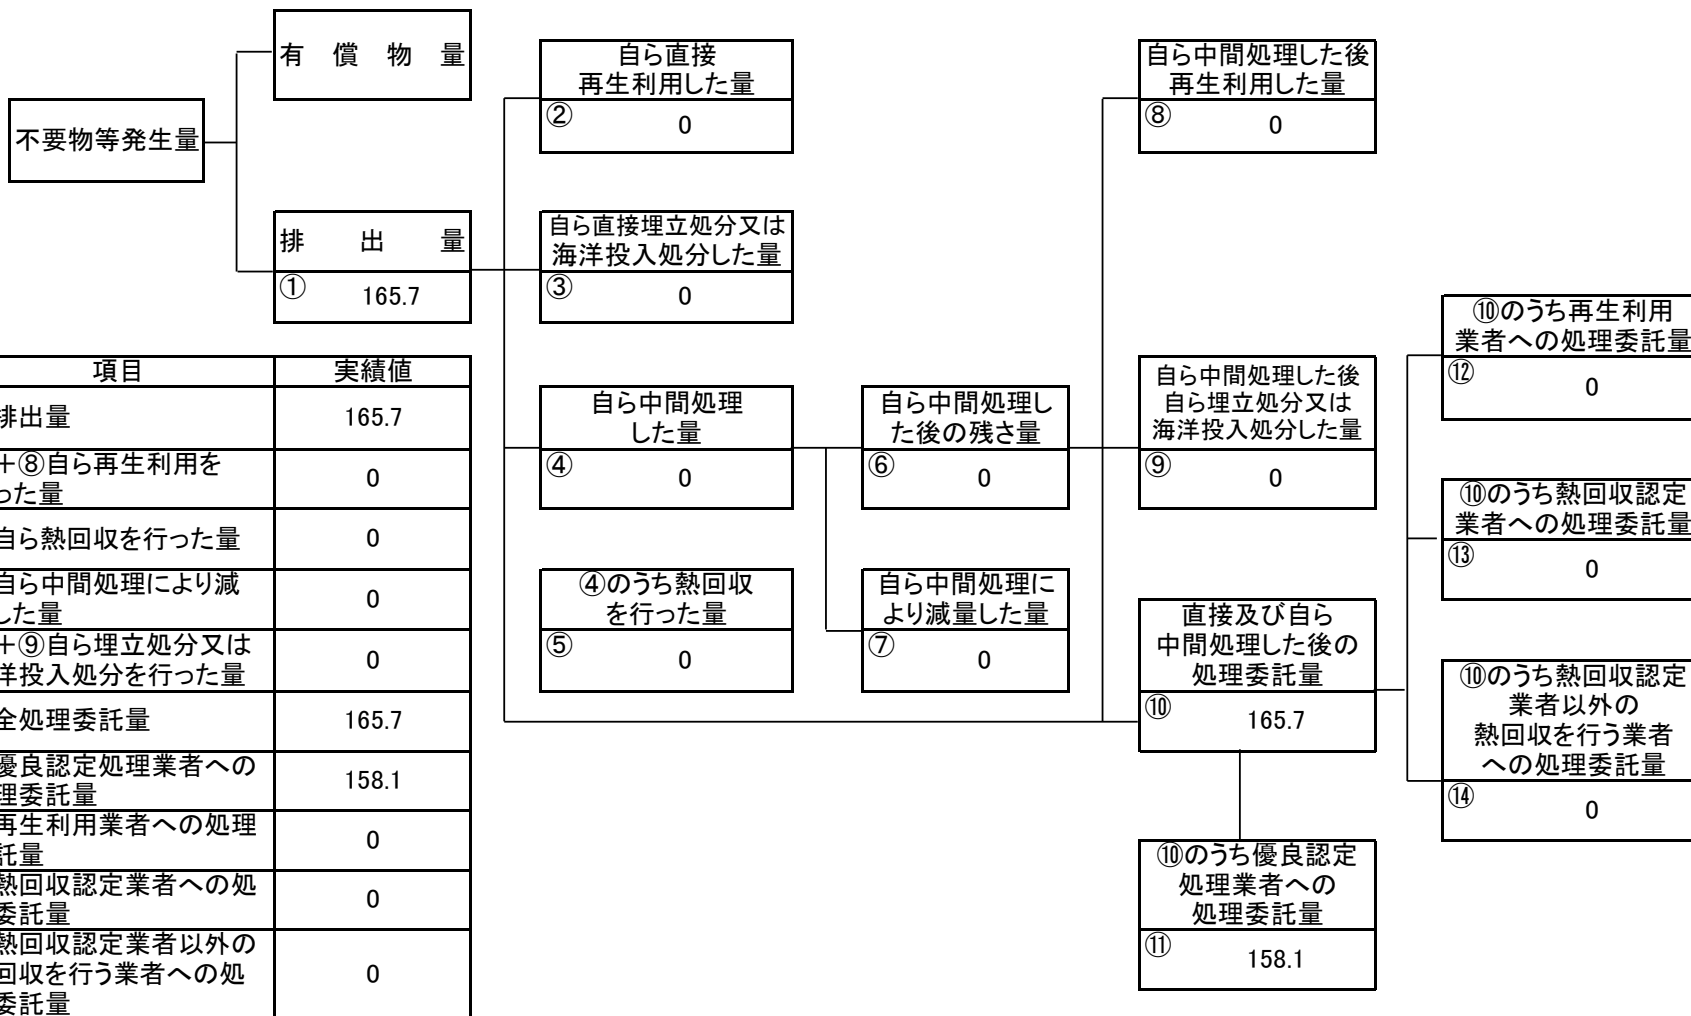 有償物量
不要物等発生量
排出量
①
165.7
自ら直接
再生利用した量
②
0
自ら直接埋立処分又は
海洋投入処分した量
③
0
自ら中間処理
した量
④
0
④のうち熱回収
を行った量
⑤
0
自ら中間処理し
た後の残さ量
⑥
0
自ら中間処理に
より減量した量
⑦
0
自ら中間処理した後
再生利用した量
⑧
0
自ら中間処理した後
自ら埋立処分又は
海洋投入処分した量
⑨
0
直接及び自ら
中間処理した後の
処理委託量
⑩
165.7
⑩のうち優良認定
処理業者への
処理委託量
⑪
158.1
⑩のうち再生利用
業者への処理委託量
⑫
0
⑩のうち熱回収認定
業者への処理委託量
⑬
0
⑩のうち熱回収認定
業者以外の
熱回収を行う業者
への処理委託量
⑭
0
項目 実績値
排出量 165.7
+⑧自ら再生利用を
った量
0
自ら熱回収を行った量 0
自ら中間処理により減
した量
0
+⑨自ら埋立処分又は
洋投入処分を行った量
0
全処理委託量 165.7
優良認定処理業者への
理委託量
158.1
再生利用業者への処理
託量
0
熱回収認定業者への処
委託量
0
熱回収認定業者以外の
回収を行う業者への処
委託量
0